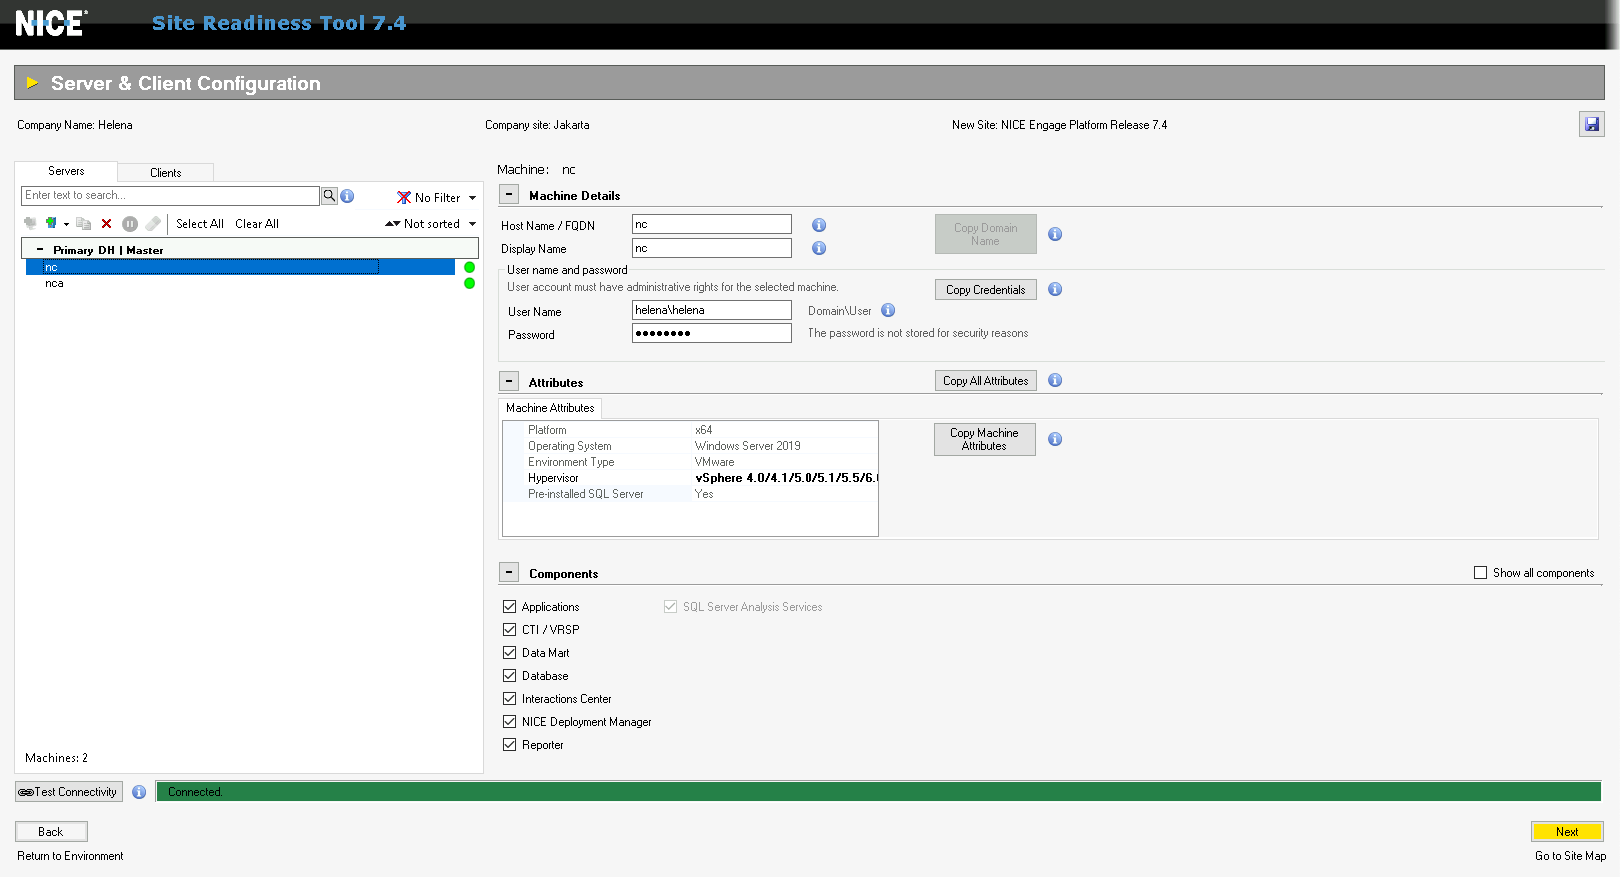 NICE
Site Readiness Tool 7.4
Server & Client Configuration
Company Name: Helena
Company site: Jakarta
New Site: NICE Engage Platform Release 7.4
Servers
Clients
Enter text to search...
No Filter
Select All
Clear All
Not sorted
Primary DH | Master
nc
nca
Machines: 2
Machine: nc
Machine Details
Host Name / FQDN
nc
Copy Domain
Name
Display Name
nc
User name and password
User account must have administrative rights for the selected machine.
Copy Credentials
User Name
helena\helena
Domain\User
Password
●●●●●●●●
The password is not stored for security reasons
Attributes
Copy All Attributes
Machine Attributes
Platform x64
Operating System Windows Server 2019
Environment Type VMware
Hypervisor vSphere 4.0/4.1/5.0/5.1/5.5/6.
Pre-installed SQL Server Yes
Copy Machine
Attributes
Components
Show all components
Applications
SQL Server Analysis Services
CTI / VRSP
Data Mart
Database
Interactions Center
NICE Deployment Manager
Reporter
Test Connectivity
Connected.
Back
Return to Environment
Next
Go to Site Map